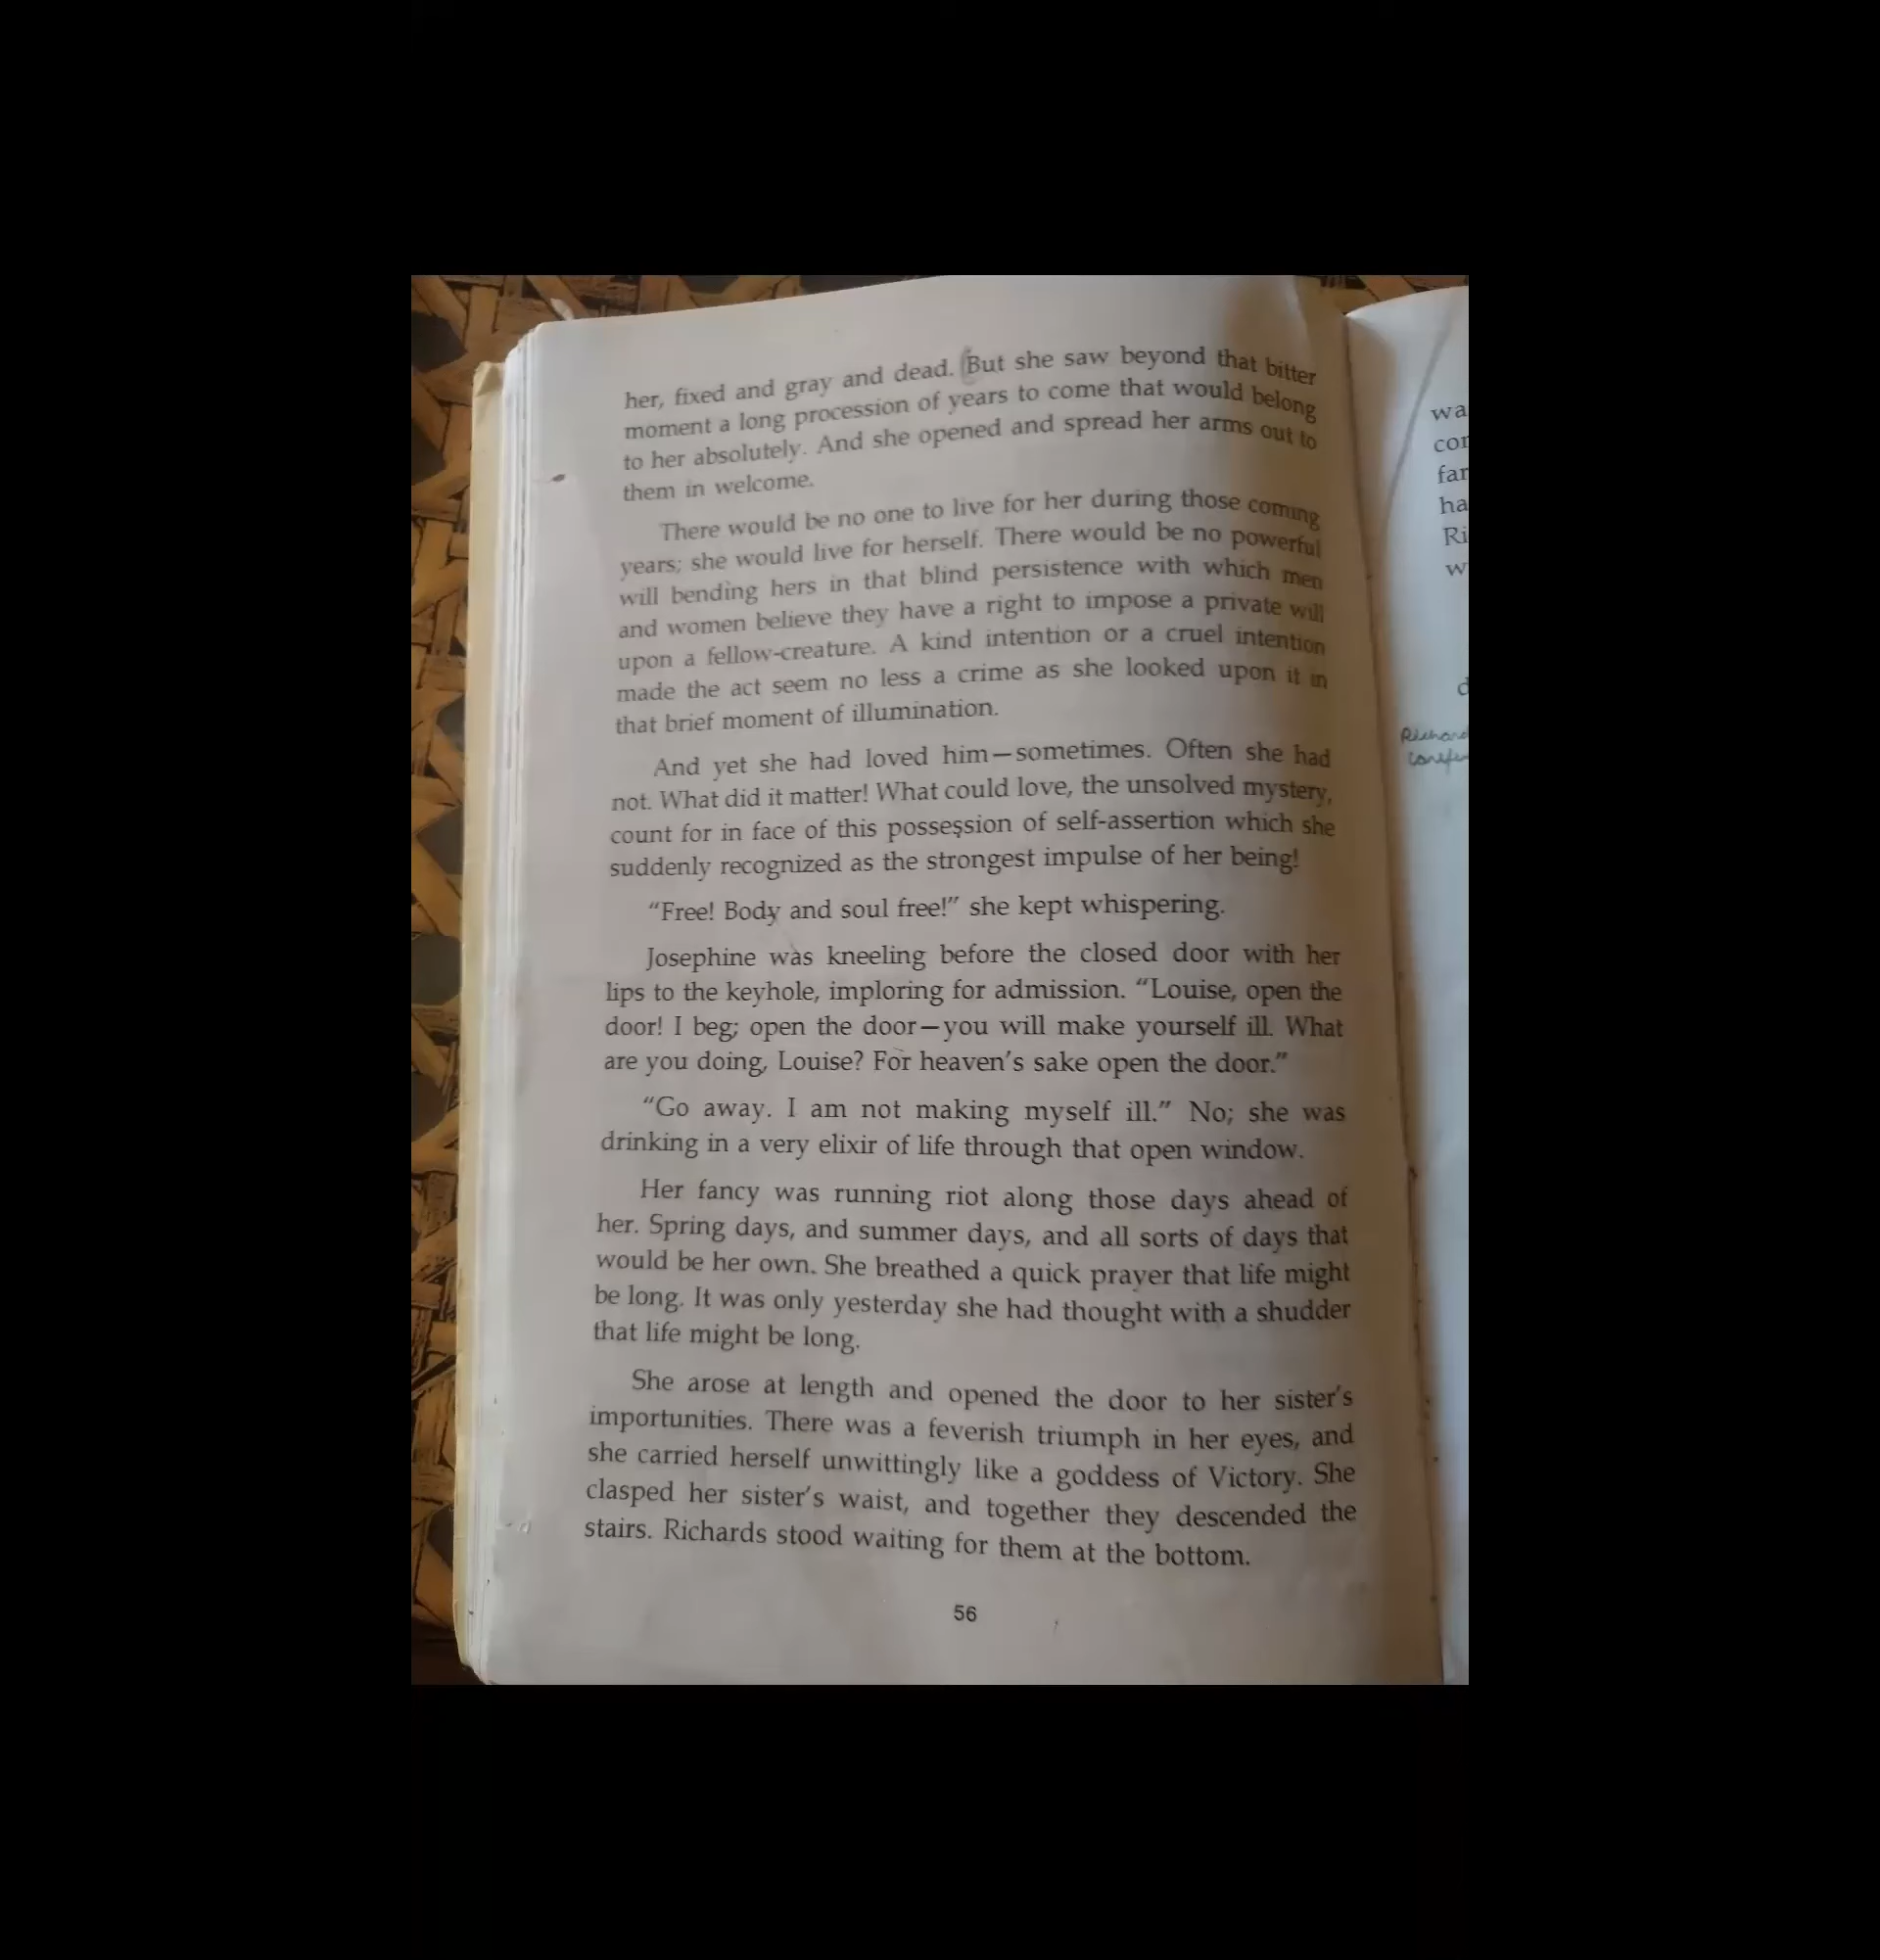 her, fixed and gray and dead. But she saw beyond that bitter
moment a long procession of years to come that would belong
to her absolutely. And she opened and spread her arms out to
them in welcome.
There would be no one to live for her during those coming
years; she would live for herself. There would be no powerful
will bending hers in that blind persistence with which men
and women believe they have a right to impose a private will
upon a fellow-creature. A kind intention or a cruel intention
made the act seem no less a crime as she looked upon it in
that brief moment of illumination.
And yet she had loved him—sometimes. Often she had
not. What did it matter! What could love, the unsolved mystery,
count for in face of this possession of self-assertion which she
suddenly recognized as the strongest impulse of her being!
“Free! Body and soul free!” she kept whispering.
Josephine was kneeling before the closed door with her
lips to the keyhole, imploring for admission. “Louise, open the
door! I beg; open the door—you will make yourself ill. What
are you doing, Louise? For heaven’s sake open the door.”
“Go away. I am not making myself ill.” No; she was
drinking in a very elixir of life through that open window.
Her fancy was running riot along those days ahead of
her. Spring days, and summer days, and all sorts of days that
would be her own. She breathed a quick prayer that life might
be long. It was only yesterday she had thought with a shudder
that life might be long.
She arose at length and opened the door to her sister’s
importunities. There was a feverish triumph in her eyes, and
she carried herself unwittingly like a goddess of Victory. She
clasped her sister’s waist, and together they descended the
stairs. Richards stood waiting for them at the bottom.
56
wa
con
far
ha
Ri
w
d
Richard